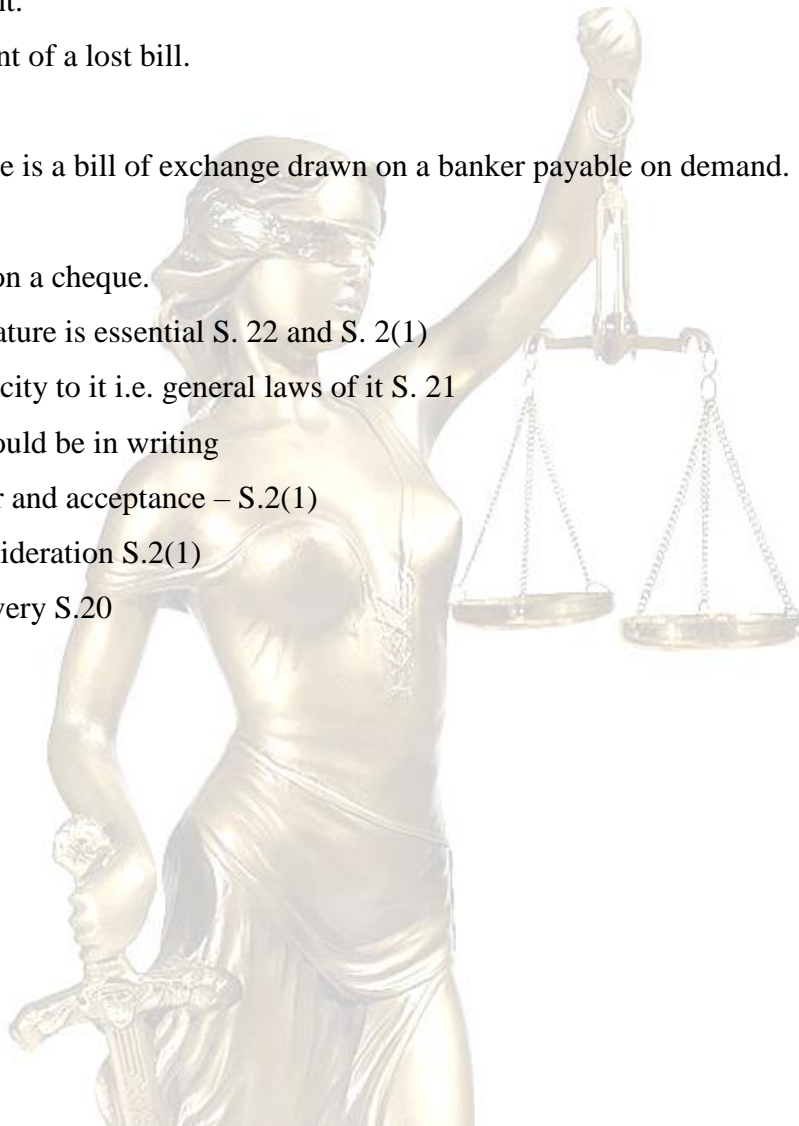 it.
nt of a lost bill.
e is a bill of exchange drawn on a banker payable on demand.
on a cheque.
ature is essential S. 22 and S. 2(1)
city to it i.e. general laws of it S. 21
ould be in writing
r and acceptance – S.2(1)
ideration S.2(1)
very S.20